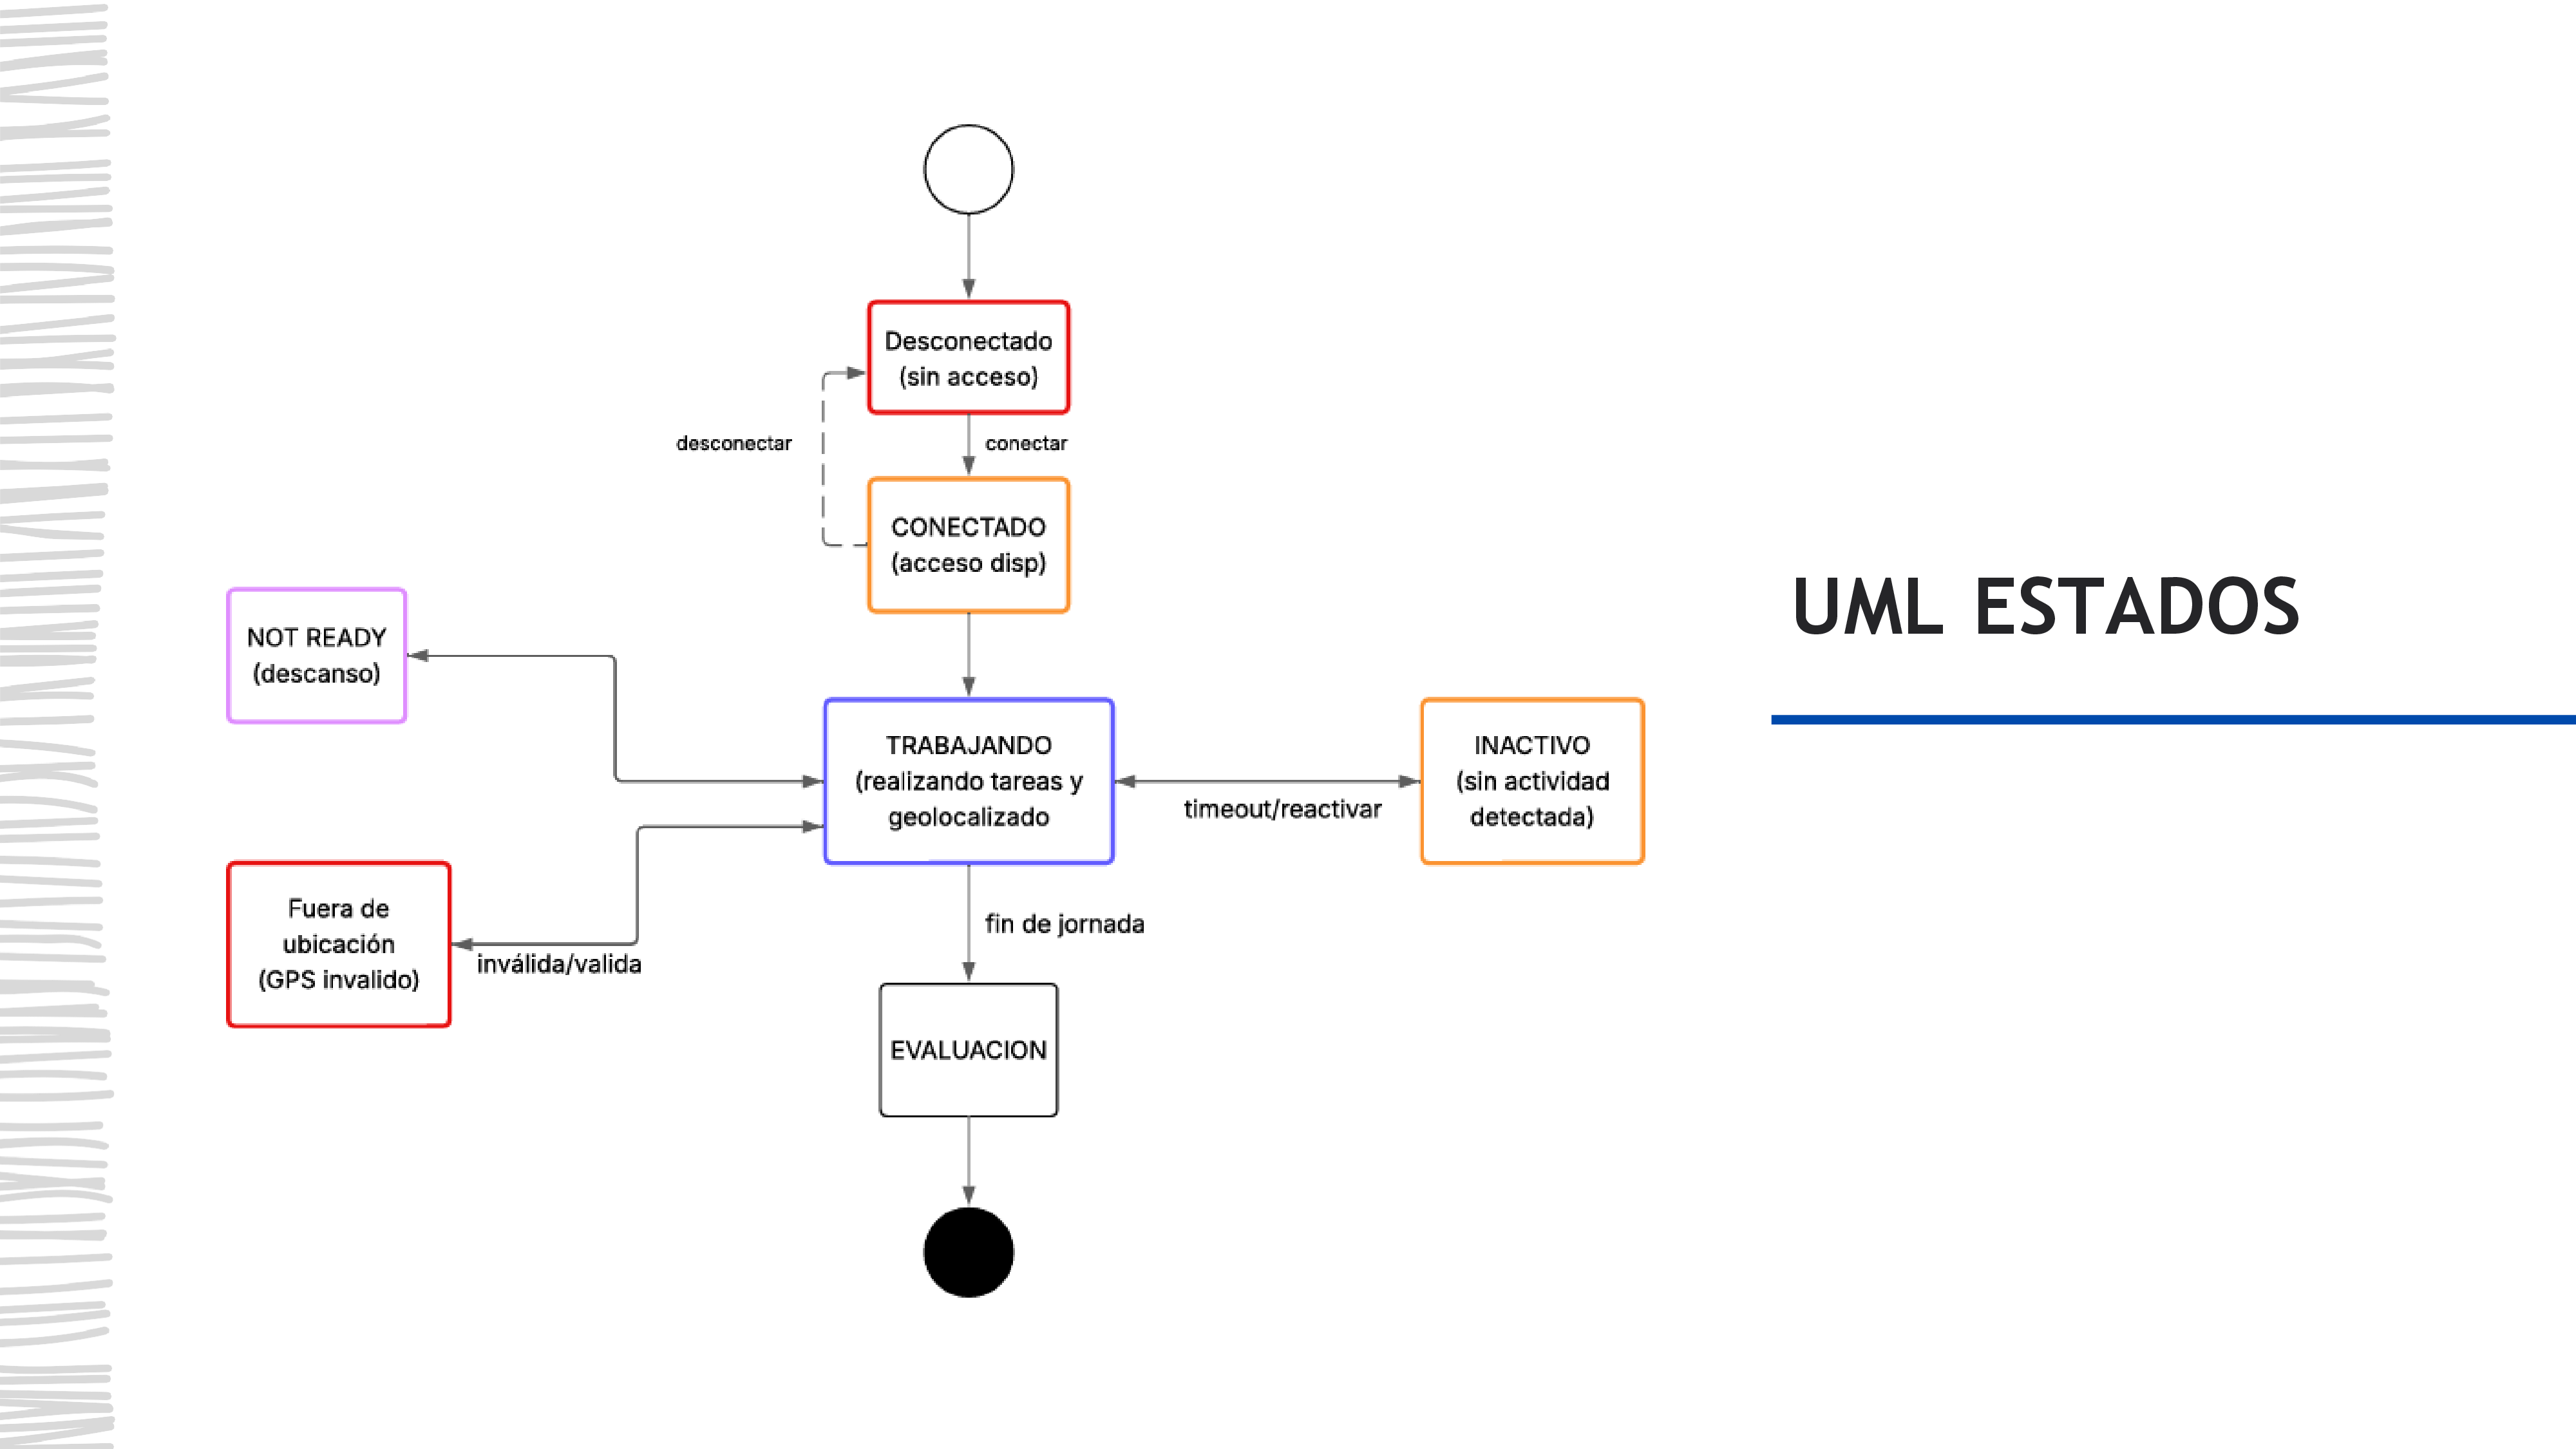 Desconectado
(sin acceso)
desconectar
conectar
CONECTADO
(acceso disp)
NOT READY
(descanso)
TRABAJANDO
(realizando tareas y
geolocalizado
timeout/reactivar
INACTIVO
(sin actividad
detectada)
Fuera de
ubicación
(GPS invalido)
inválida/valida
fin de jornada
EVALUACION
UML ESTADOS